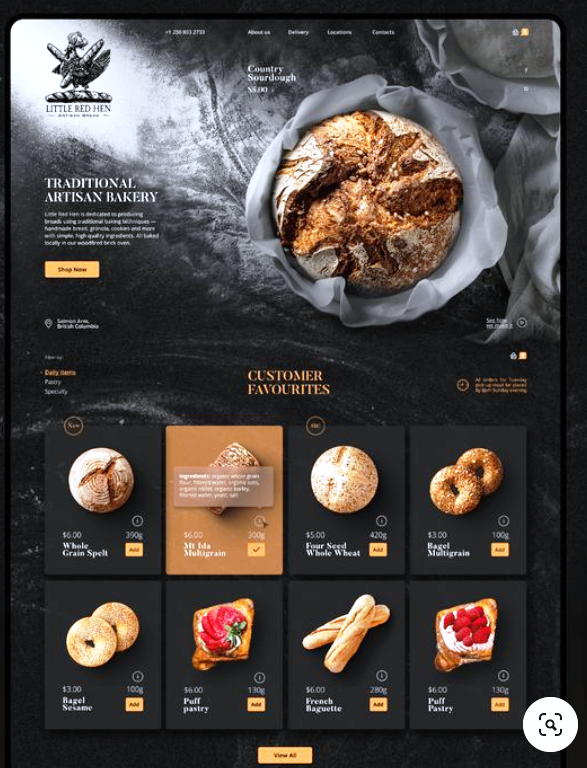 +1 250 803 2733
About us
Delivery
Locations
Contacts
LITTLE RED HEN
ARTISAN BREAD
Country
Sourdough
TRADITIONAL
ARTISAN BAKERY
Little Red Hen is dedicated to producing
breads using traditional baking techniques —
handmade bread, granola, cookies and more
with simple, high quality ingredients. All baked
locally in our woodfired brick oven.
Shop Now
Salmon Arm,
British Columbia
See how
we make it
Filter by:
Daily items
Pastry
Specialty
CUSTOMER
FAVOURITES
All orders for Tuesday
pick up must be placed
by 8pm Sunday evening
New
Ingredients: organic whole grain
flour, filtered water, organic oats,
organic millet, organic barley,
filtered water, yeast, salt
$6.00
390g
Whole
Grain Spelt
Add
$6.00
300g
Mt Ida
Multigrain
$5.00
420g
Four Seed
Whole Wheat
Add
$3.00
100g
Bagel
Multigrain
Add
$3.00
100g
Bagel
Sesame
Add
$6.00
130g
Puff
pastry
Add
$6.00
280g
French
Baguette
Add
$6.00
130g
Puff
Pastry
Add
View All